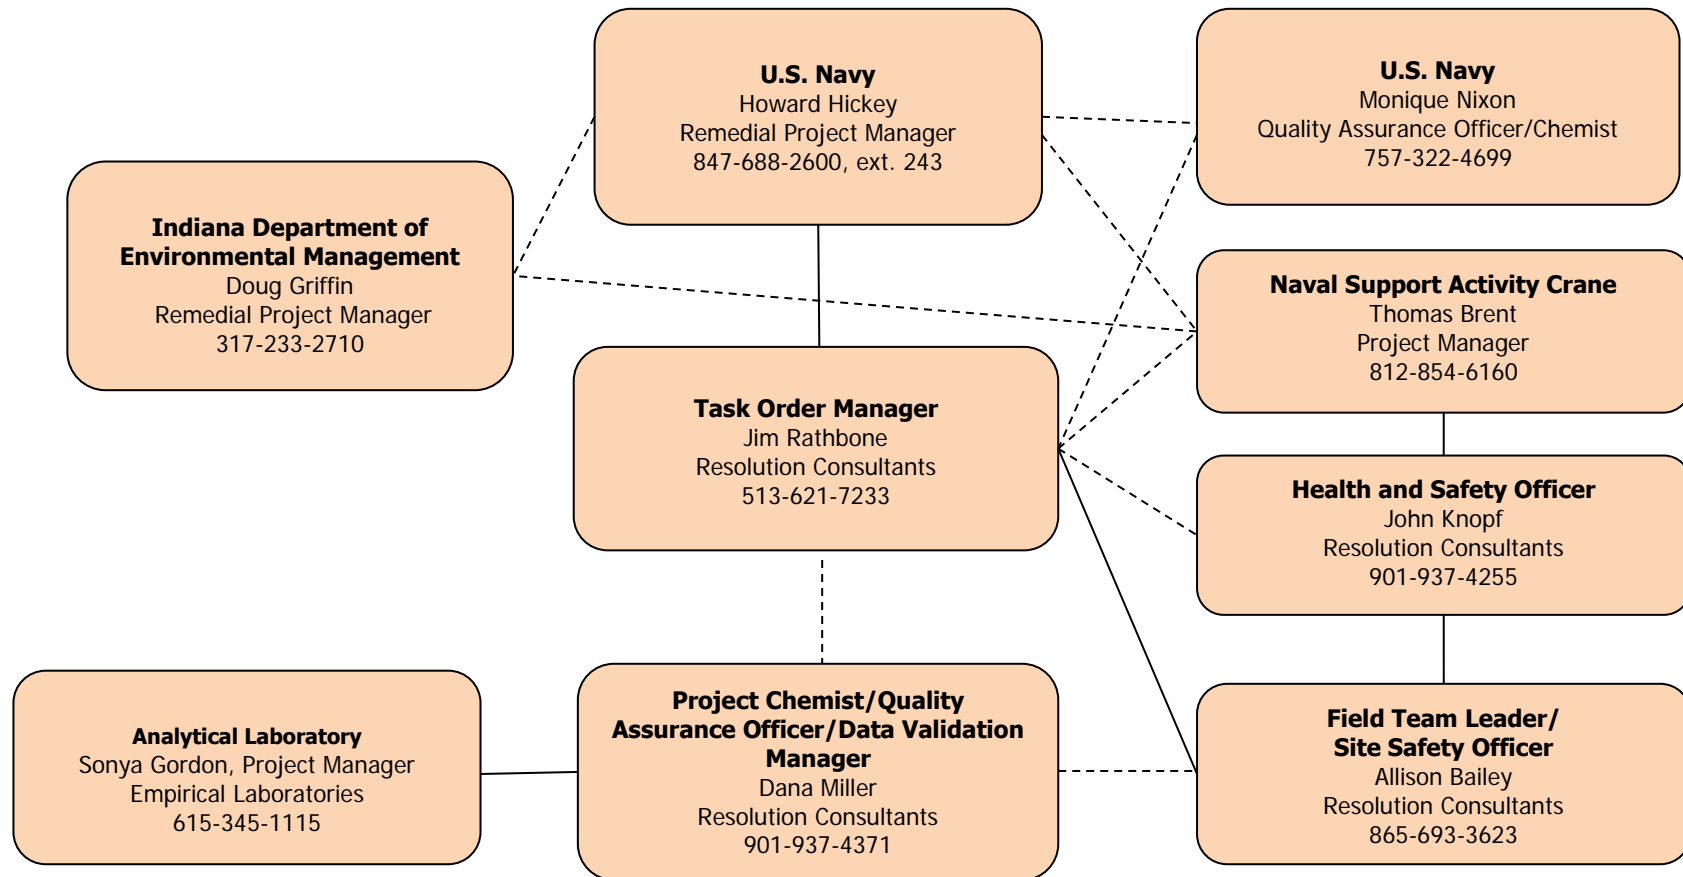 U.S. Navy
Howard Hickey
Remedial Project Manager
847-688-2600, ext. 243
U.S. Navy
Monique Nixon
Quality Assurance Officer/Chemist
757-322-4699
Indiana Department of
Environmental Management
Doug Griffin
Remedial Project Manager
317-233-2710
Naval Support Activity Crane
Thomas Brent
Project Manager
812-854-6160
Task Order Manager
Jim Rathbone
Resolution Consultants
513-621-7233
Health and Safety Officer
John Knopf
Resolution Consultants
901-937-4255
Analytical Laboratory
Sonya Gordon, Project Manager
Empirical Laboratories
615-345-1115
Project Chemist/Quality
Assurance Officer/Data Validation
Manager
Dana Miller
Resolution Consultants
901-937-4371
Field Team Leader/
Site Safety Officer
Allison Bailey
Resolution Consultants
865-693-3623